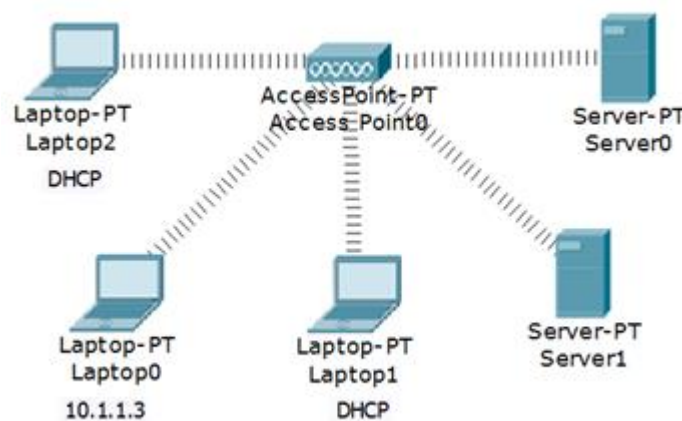 Laptop-PT
Laptop2
DHCP
AccessPoint-PT
Access Point0
Server-PT
Server0
Laptop-PT
Laptop0
10.1.1.3
Laptop-PT
Laptop1
DHCP
Server-PT
Server1